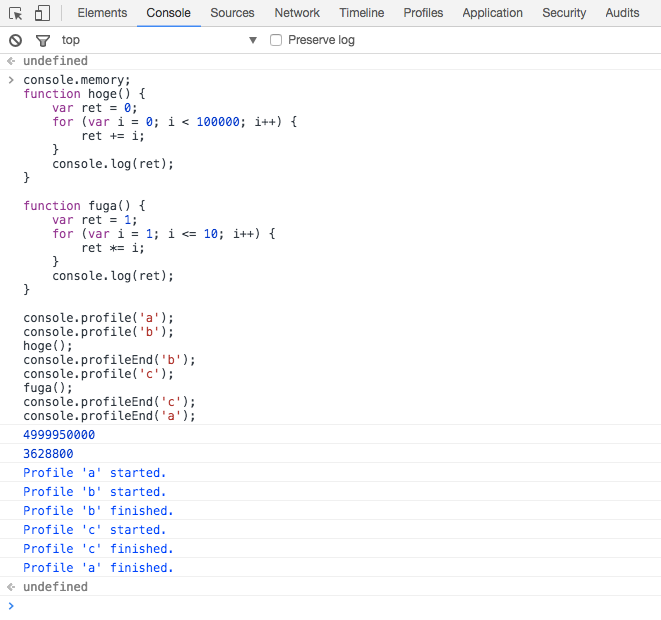 Elements Console Sources Network Timeline Profiles Application Security Audits
top ▼ Preserve log
undefined
> console.memory;
function hoge() {
    var ret = 0;
    for (var i = 0; i < 100000; i++) {
        ret += i;
    }
    console.log(ret);
}

function fuga() {
    var ret = 1;
    for (var i = 1; i <= 10; i++) {
        ret *= i;
    }
    console.log(ret);
}

console.profile('a');
console.profile('b');
hoge();
console.profileEnd('b');
console.profile('c');
fuga();
console.profileEnd('c');
console.profileEnd('a');
4999950000
3628800
Profile 'a' started.
Profile 'b' started.
Profile 'b' finished.
Profile 'c' started.
Profile 'c' finished.
Profile 'a' finished.
undefined
>